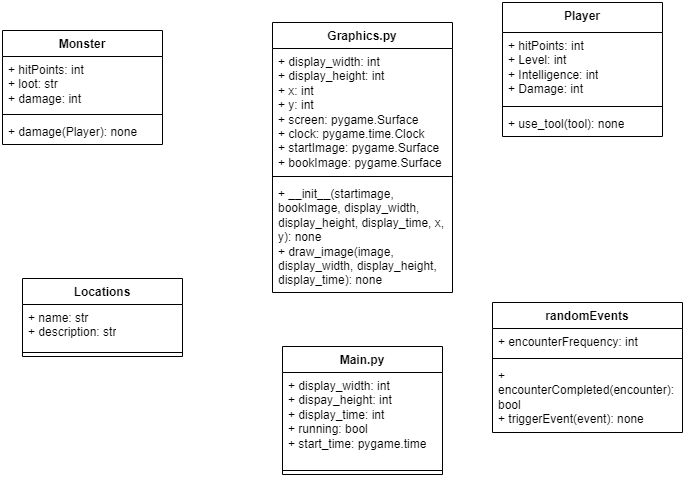 Monster
+ hitPoints: int
+ loot: str
+ damage: int
+ damage(Player): none
Graphics.py
+ display_width: int
+ display_height: int
+ x: int
+ y: int
+ screen: pygame.Surface
+ clock: pygame.time.Clock
+ startImage: pygame.Surface
+ bookImage: pygame.Surface
+ __init__(startimage,
bookImage, display_width,
display_height, display_time, x,
y): none
+ draw_image(image,
display_width, display_height,
display_time): none
Player
+ hitPoints: int
+ Level: int
+ Intelligence: int
+ Damage: int
+ use_tool(tool): none
Locations
+ name: str
+ description: str
Main.py
+ display_width: int
+ dispay_height: int
+ display_time: int
+ running: bool
+ start_time: pygame.time
randomEvents
+ encounterFrequency: int
+
encounterCompleted(encounter):
bool
+ triggerEvent(event): none